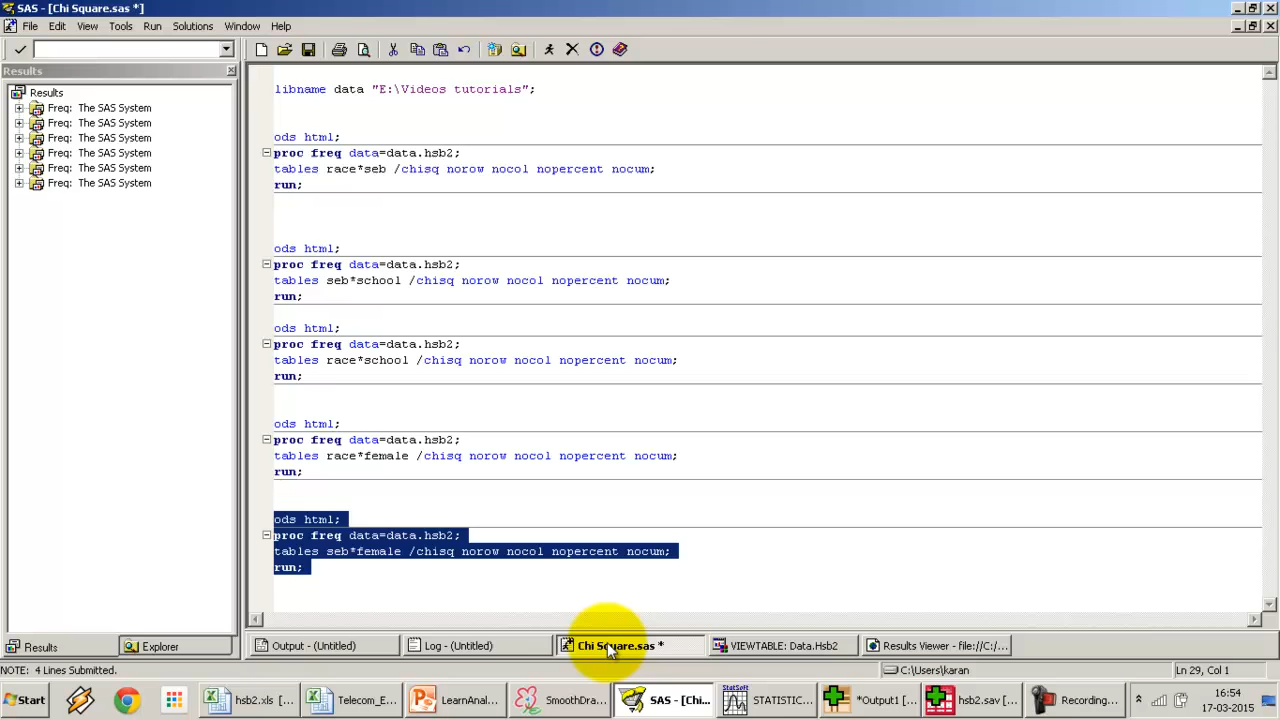 SAS - [Chi Square.sas *]
File Edit View Tools Run Solutions Window Help
Results
Results
Freq: The SAS System
Freq: The SAS System
Freq: The SAS System
Freq: The SAS System
Freq: The SAS System
Freq: The SAS System
libname data "E:\Videos tutorials";
ods html;
proc freq data=data.hsb2;
tables race*seb /chisq norow nocol nopercent nocum;
run;
ods html;
proc freq data=data.hsb2;
tables seb*school /chisq norow nocol nopercent nocum;
run;
ods html;
proc freq data=data.hsb2;
tables race*school /chisq norow nocol nopercent nocum;
run;
ods html;
proc freq data=data.hsb2;
tables race*female /chisq norow nocol nopercent nocum;
run;
ods html;
proc freq data=data.hsb2;
tables seb*female /chisq norow nocol nopercent nocum;
run;
Results Explorer
Output - (Untitled) Log - (Untitled) Chi Square.sas * VIEWTABLE: Data.Hsb2 Results Viewer - file://C:/...
NOTE: 4 Lines Submitted. C:\Users\karan Ln 29, Col 1
Start hsb2.xls [... Telecom_E... LearnAnal... SmoothDra... SAS - [Chi... STATISTIC... *Output1 [... hsb2.sav [... Recording...
16:54
17-03-2015